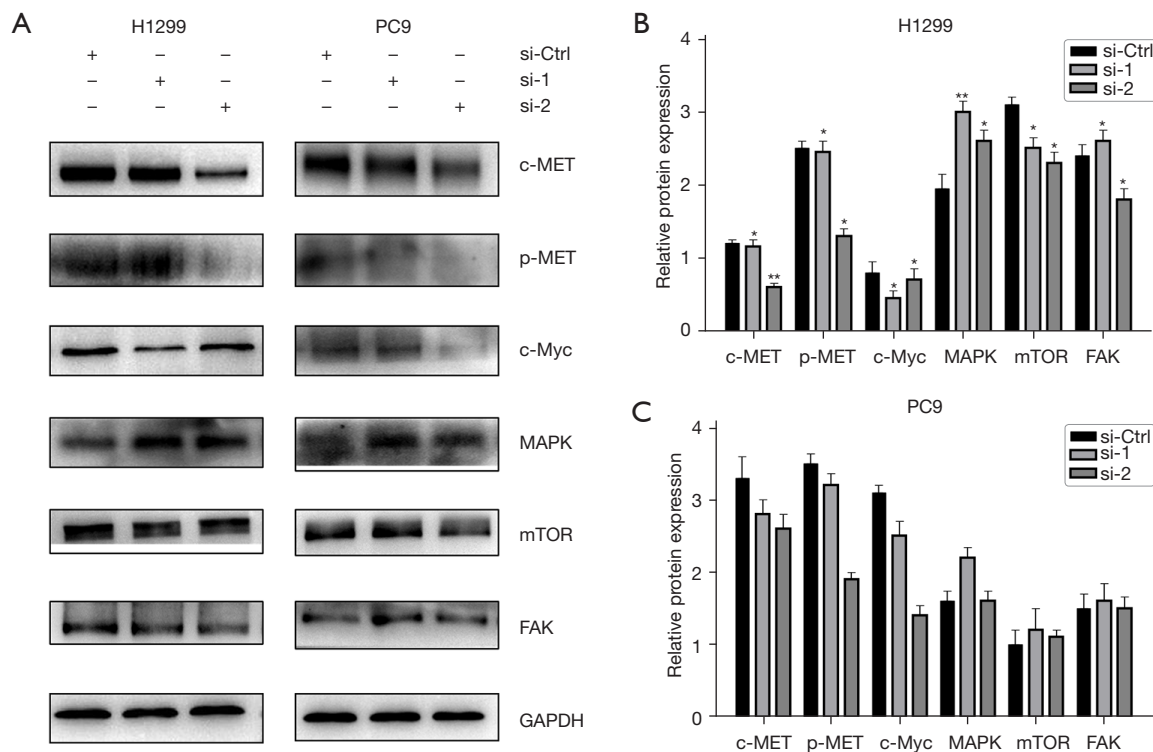 A
H1299
PC9
+ – – + – – si-Ctrl
– + – – + – si-1
– – + – – + si-2
c-MET
p-MET
c-Myc
MAPK
mTOR
FAK
GAPDH
B
H1299
si-Ctrl
si-1
si-2
Relative protein expression
4
3
2
1
0
* ** * * * * ** * * * * *
c-MET p-MET c-Myc MAPK mTOR FAK
C
PC9
si-Ctrl
si-1
si-2
Relative protein expression
4
3
2
1
0
c-MET p-MET c-Myc MAPK mTOR FAK